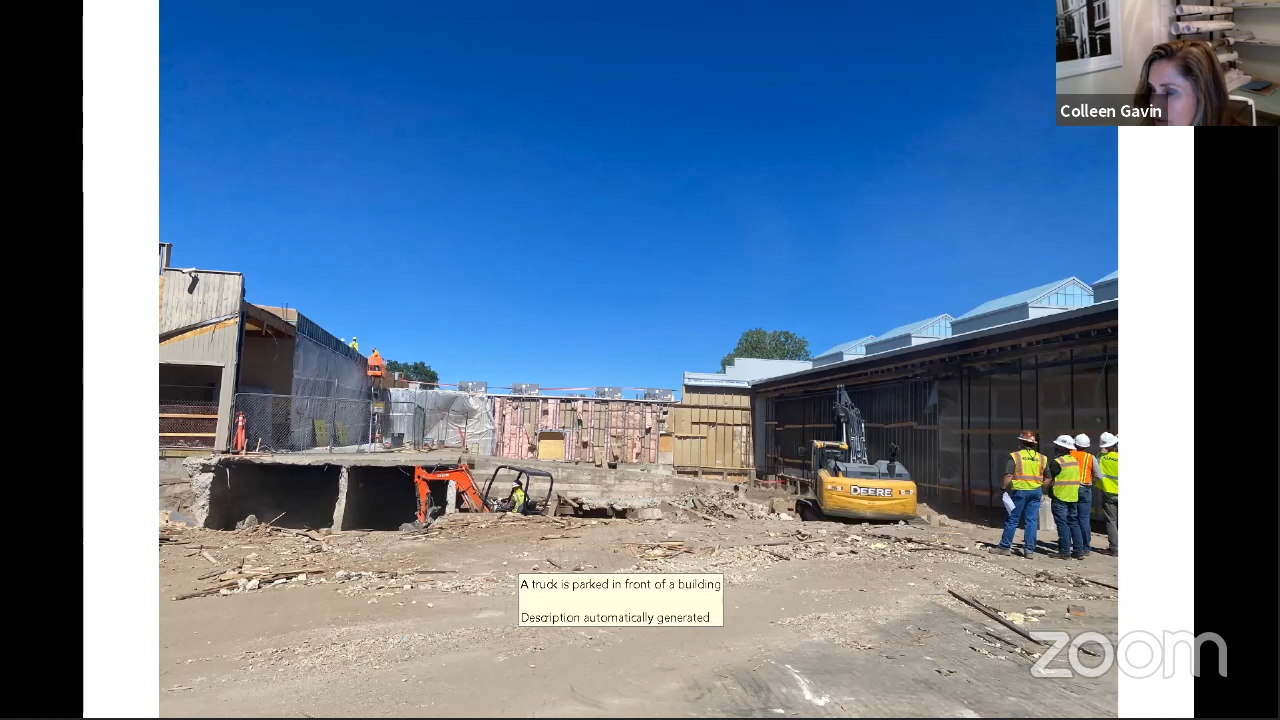 Colleen Gavin
DEERE
A truck is parked in front of a building
Description automatically generated
zoom